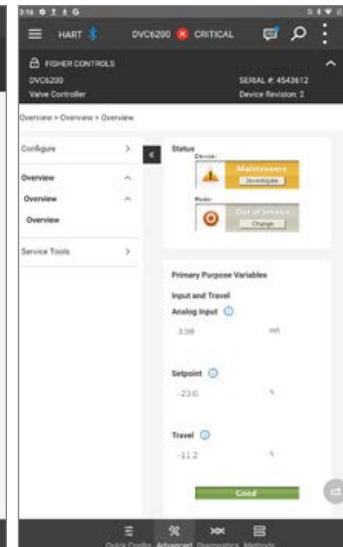 3:16
HART DVC6200 CRITICAL
FISHER CONTROLS
DVC6200 SERIAL #: 4543612
Valve Controller Device Revision: 2
Overview > Overview > Overview
Configure
Overview
Overview
Overview
Service Tools
Status
Device:
Maintenance
Investigate
Mode:
Out of Service
Change
Primary Purpose Variables
Input and Travel
Analog Input
3.98 mA
Setpoint
-23.0 %
Travel
-11.2 %
Good
Quick Config Advanced Diagnostics Methods